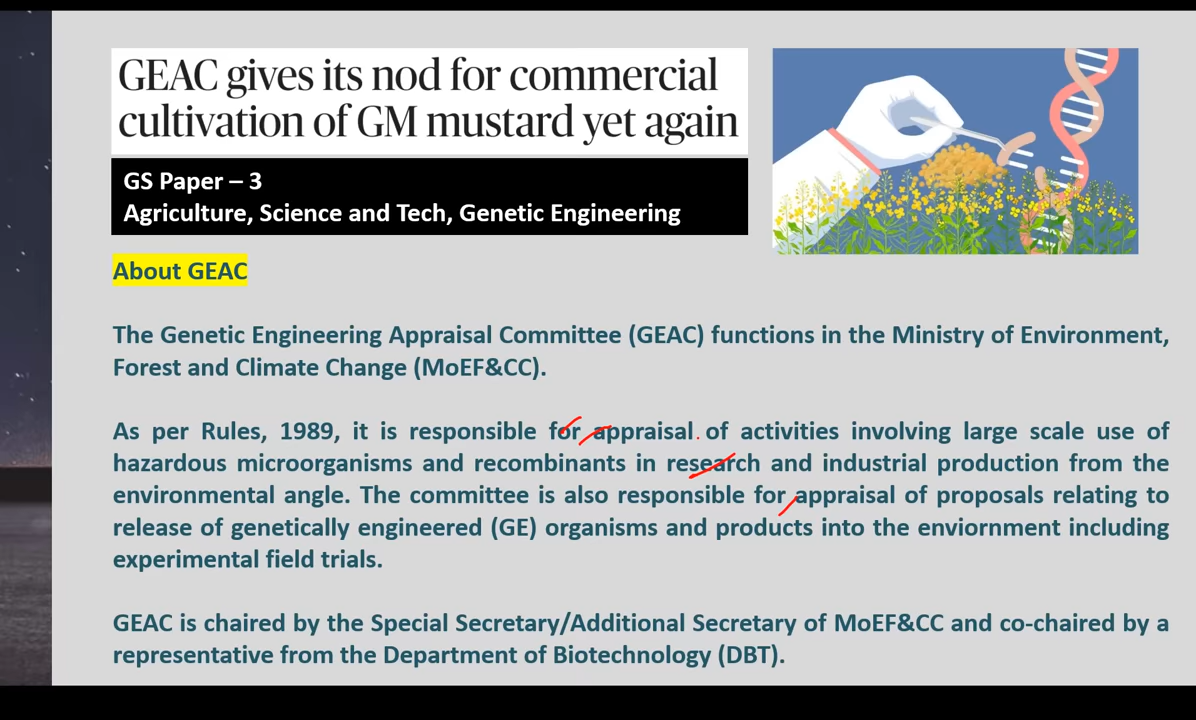 GEAC gives its nod for commercial
cultivation of GM mustard yet again
GS Paper – 3
Agriculture, Science and Tech, Genetic Engineering
About GEAC
The Genetic Engineering Appraisal Committee (GEAC) functions in the Ministry of Environment,
Forest and Climate Change (MoEF&CC).
As per Rules, 1989, it is responsible for appraisal of activities involving large scale use of
hazardous microorganisms and recombinants in research and industrial production from the
environmental angle. The committee is also responsible for appraisal of proposals relating to
release of genetically engineered (GE) organisms and products into the enviornment including
experimental field trials.
GEAC is chaired by the Special Secretary/Additional Secretary of MoEF&CC and co-chaired by a
representative from the Department of Biotechnology (DBT).